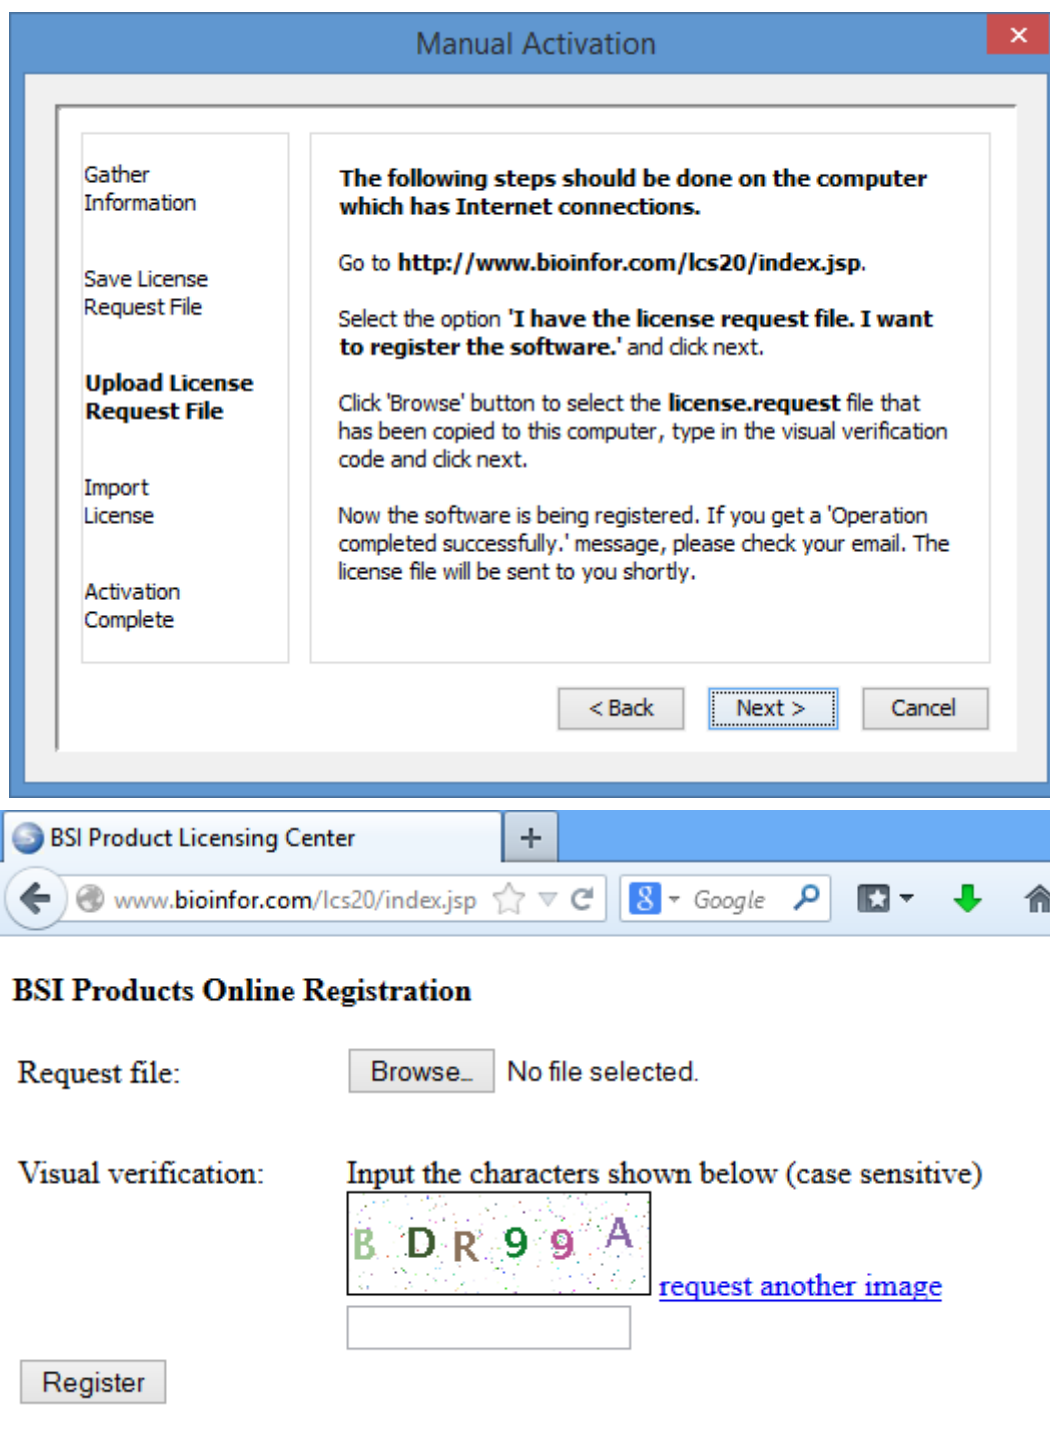 Manual Activation
Gather
Information
Save License
Request File
Upload License
Request File
Import
License
Activation
Complete
The following steps should be done on the computer
which has Internet connections.
Go to http://www.bioinfor.com/lcs20/index.jsp.
Select the option 'I have the license request file. I want
to register the software.' and click next.
Click 'Browse' button to select the license.request file that
has been copied to this computer, type in the visual verification
code and click next.
Now the software is being registered. If you get a 'Operation
completed successfully.' message, please check your email. The
license file will be sent to you shortly.
< Back
Next >
Cancel
BSI Product Licensing Center
www.bioinfor.com/lcs20/index.jsp
Google
BSI Products Online Registration
Request file:
Browse...
No file selected.
Visual verification:
Input the characters shown below (case sensitive)
BDR99A
request another image
Register